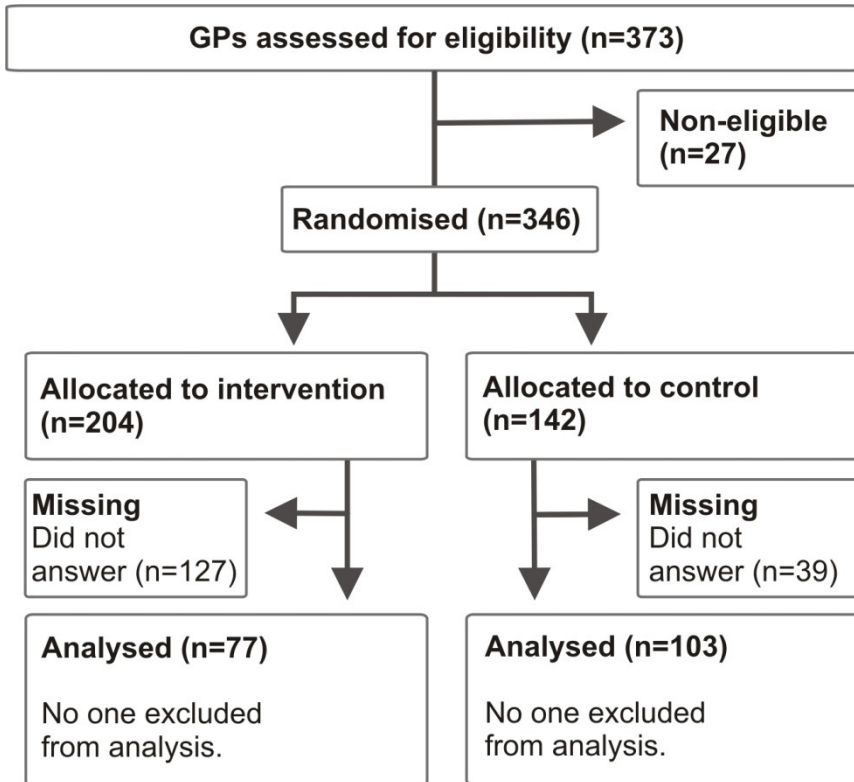 GPs assessed for eligibility (n=373)
Non-eligible
(n=27)
Randomised (n=346)
Allocated to intervention
(n=204)
Allocated to control
(n=142)
Missing
Did not
answer (n=127)
Missing
Did not
answer (n=39)
Analysed (n=77)
No one excluded
from analysis.
Analysed (n=103)
No one excluded
from analysis.